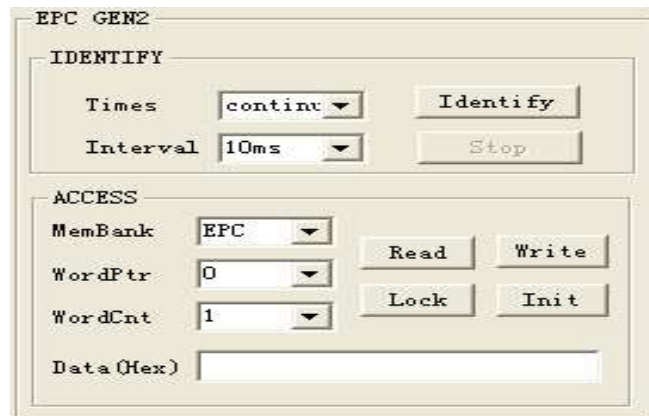 EPC GEN2
IDENTIFY
Times continu Identify
Interval 10ms Stop
ACCESS
MemBank EPC Read Write
WordPtr 0
WordCnt 1 Lock Init
Data(Hex)